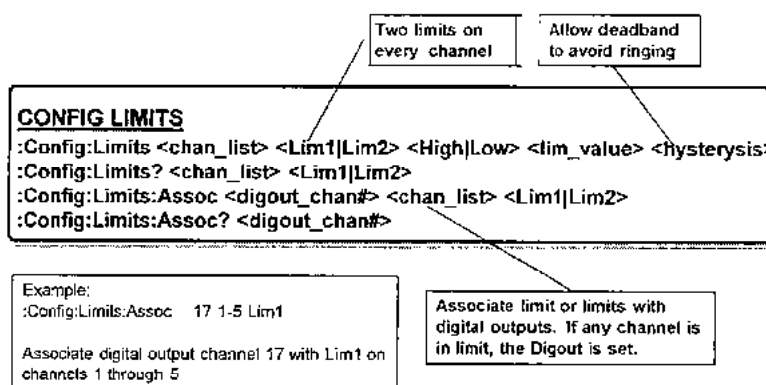 Two limits on
every channel
Allow deadband
to avoid ringing
CONFIG LIMITS
:Config:Limits <chan_list> <Lim1|Lim2> <High|Low> <lim_value> <hysterysis>
:Config:Limits? <chan_list> <Lim1|Lim2>
:Config:Limits:Assoc <digout_chan#> <chan_list> <Lim1|Lim2>
:Config:Limits:Assoc? <digout_chan#>
Example:
:Config:Limits:Assoc 17 1-5 Lim1
Associate digital output channel 17 with Lim1 on
channels 1 through 5
Associate limit or limits with
digital outputs. If any channel is
in limit, the Digout is set.